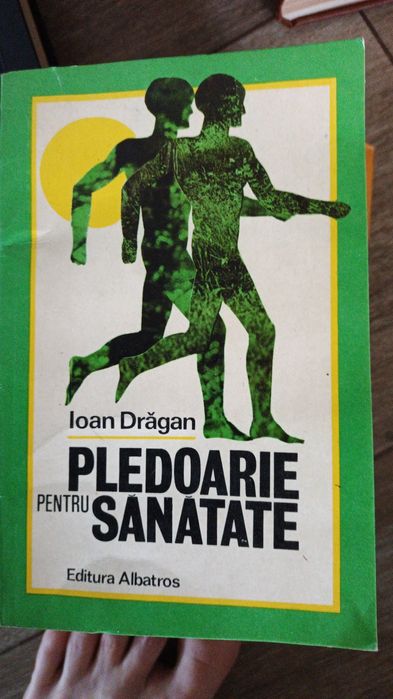 Ioan Drăgan
PLEDOARIE
PENTRU SĂNĂTATE
Editura Albatros